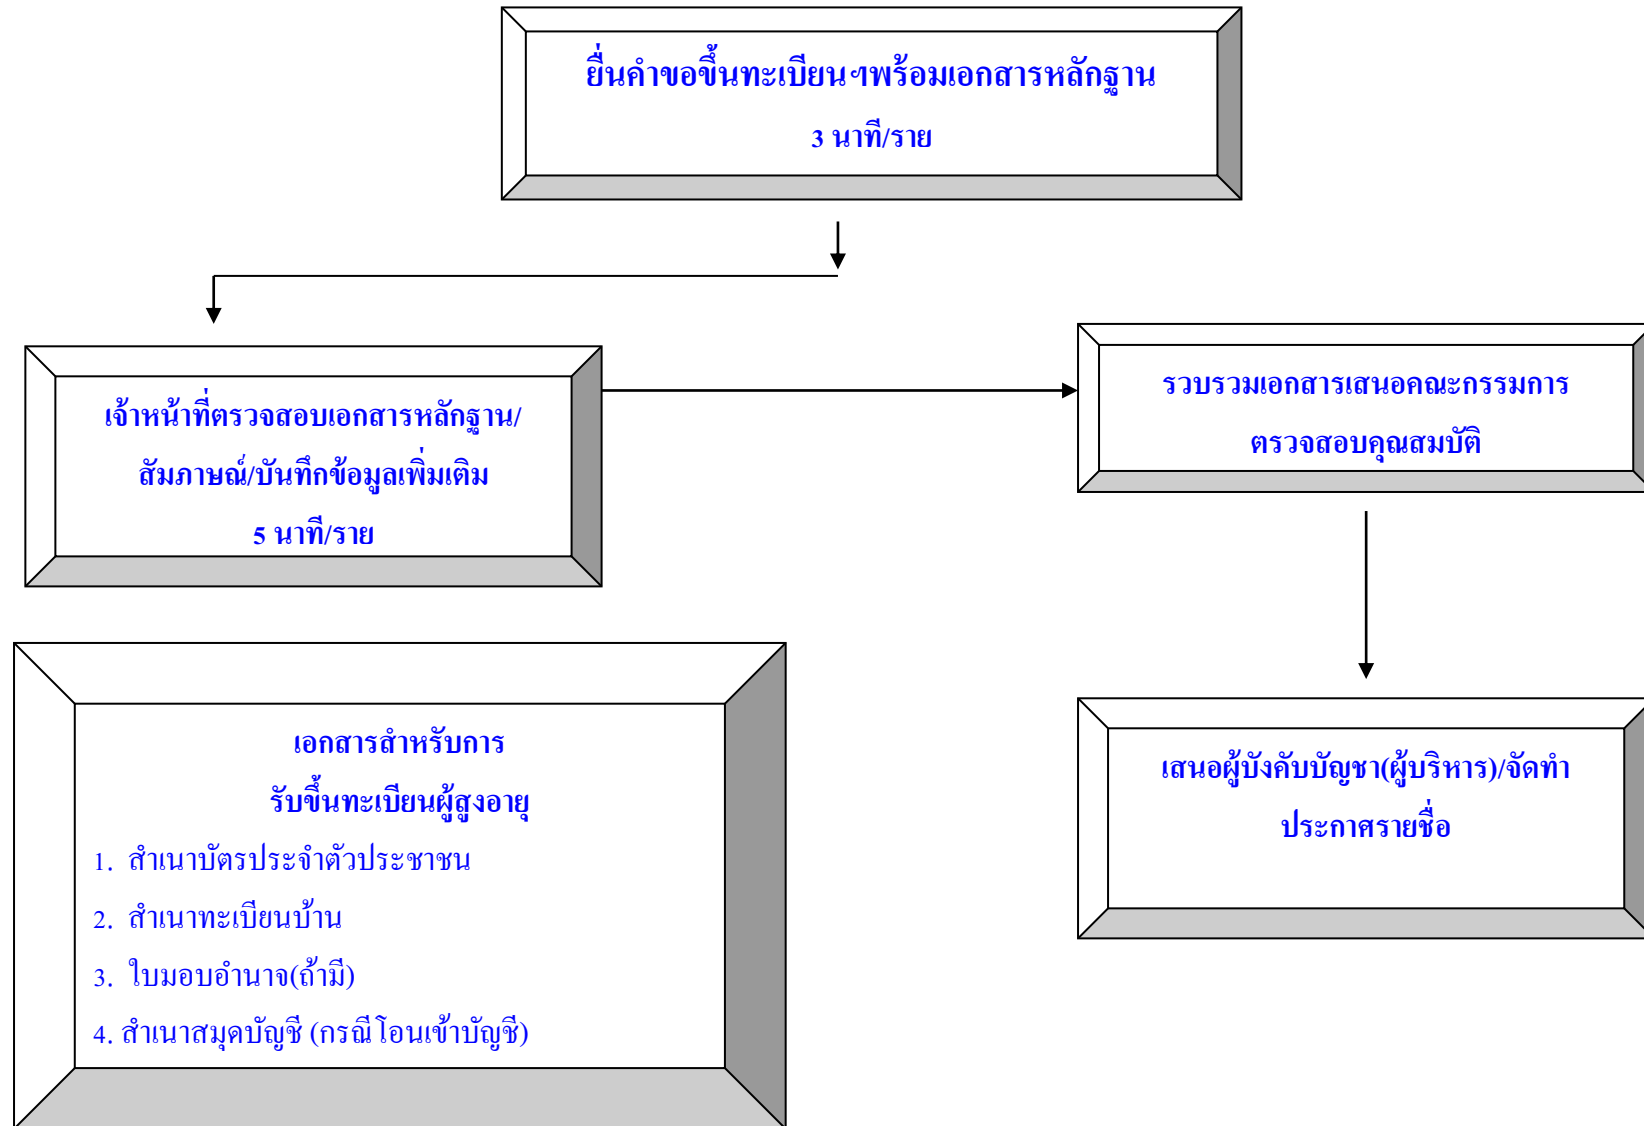 ยื่นคำขอขึ้นทะเบียนฯพร้อมเอกสารหลักฐาน
3 นาที/ราย
เจ้าหน้าที่ตรวจสอบเอกสารหลักฐาน/
สัมภาษณ์/บันทึกข้อมูลเพิ่มเติม
5 นาที/ราย
รวบรวมเอกสารเสนอคณะกรรมการ
ตรวจสอบคุณสมบัติ
เสนอผู้บังคับบัญชา(ผู้บริหาร)/จัดทำ
ประกาศรายชื่อ
เอกสารสำหรับการ
รับขึ้นทะเบียนผู้สูงอายุ
1. สำเนาบัตรประจำตัวประชาชน
2. สำเนาทะเบียนบ้าน
3. ใบมอบอำนาจ(ถ้ามี)
4. สำเนาสมุดบัญชี (กรณีโอนเข้าบัญชี)